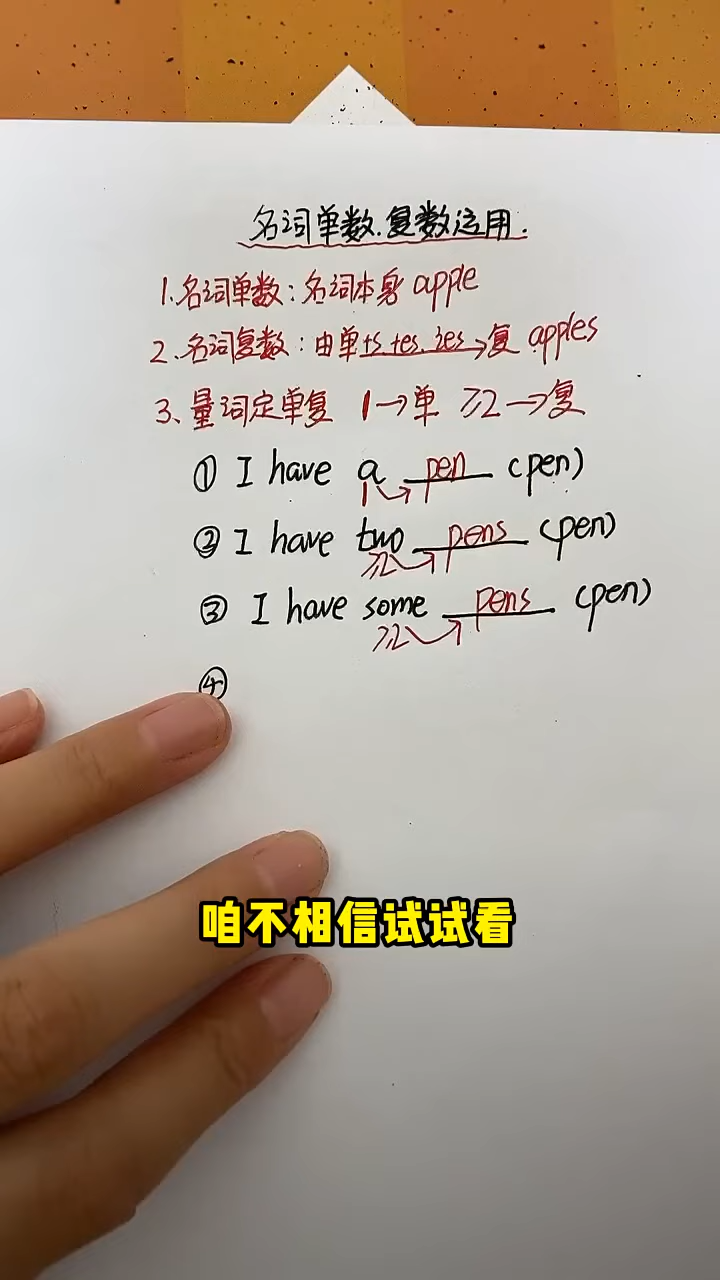 名词单数.复数运用.
1.名词单数：名词本身 apple
2.名词复数：由单+s +es. ies→复 apples
3.量词定单复 1→单 ≥2→复
① I have a pen (pen)
1
② I have two pens (pen)
≥2
③ I have some pens (pen)
≥2
④
咱不相信试试看